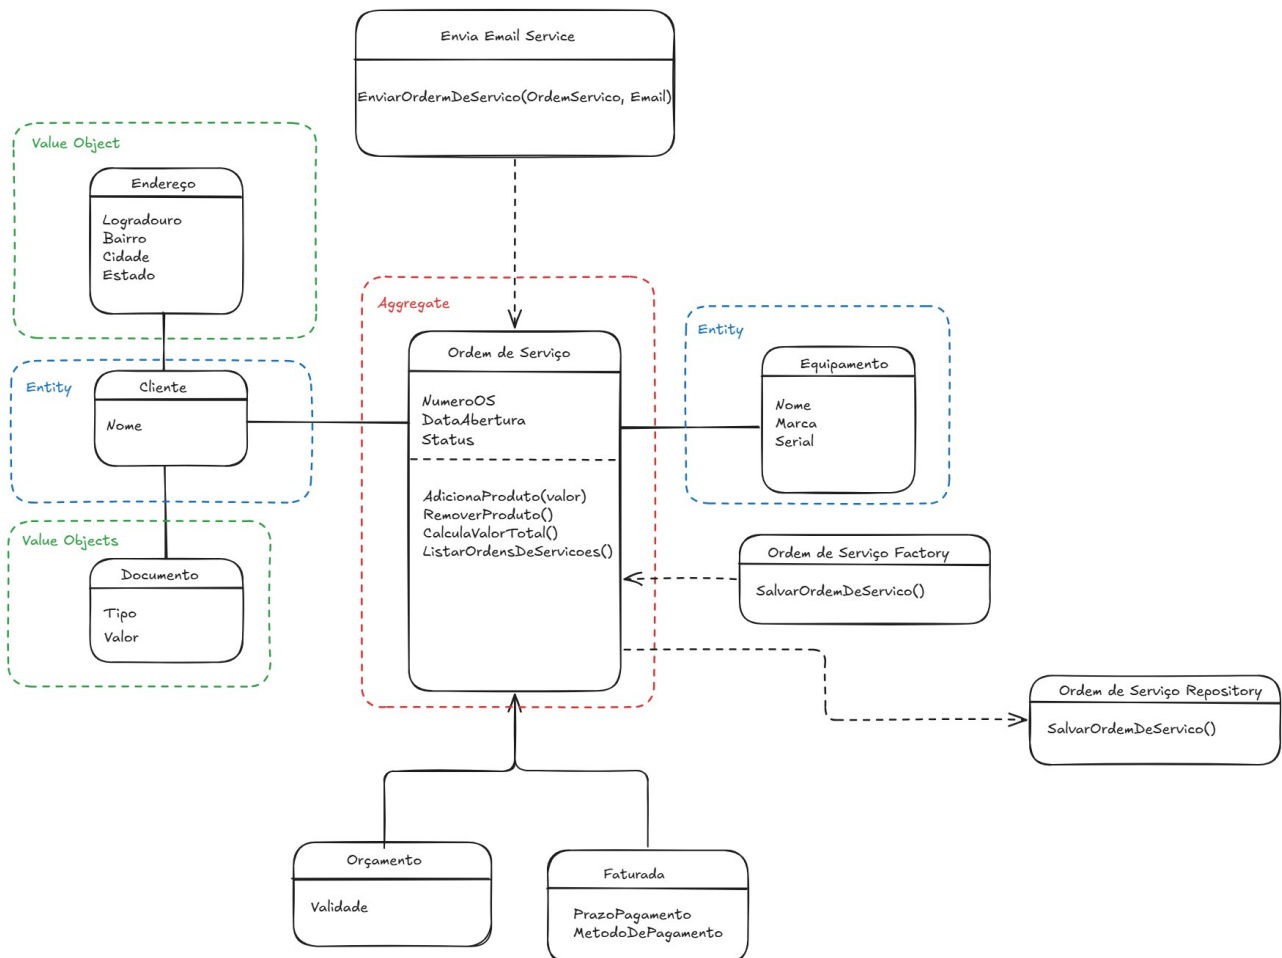 Envia Email Service
EnviarOrdermDeServico(OrdemServico, Email)
Value Object
Endereço
Logradouro
Bairro
Cidade
Estado
Aggregate
Ordem de Serviço
NumeroOS
DataAbertura
Status
AdicionaProduto(valor)
RemoverProduto()
CalculaValorTotal()
ListarOrdensDeServicoes()
Entity
Equipamento
Nome
Marca
Serial
Entity
Cliente
Nome
Value Objects
Documento
Tipo
Valor
Ordem de Serviço Factory
SalvarOrdemDeServico()
Ordem de Serviço Repository
SalvarOrdemDeServico()
Orçamento
Validade
Faturada
PrazoPagamento
MetodoDePagamento